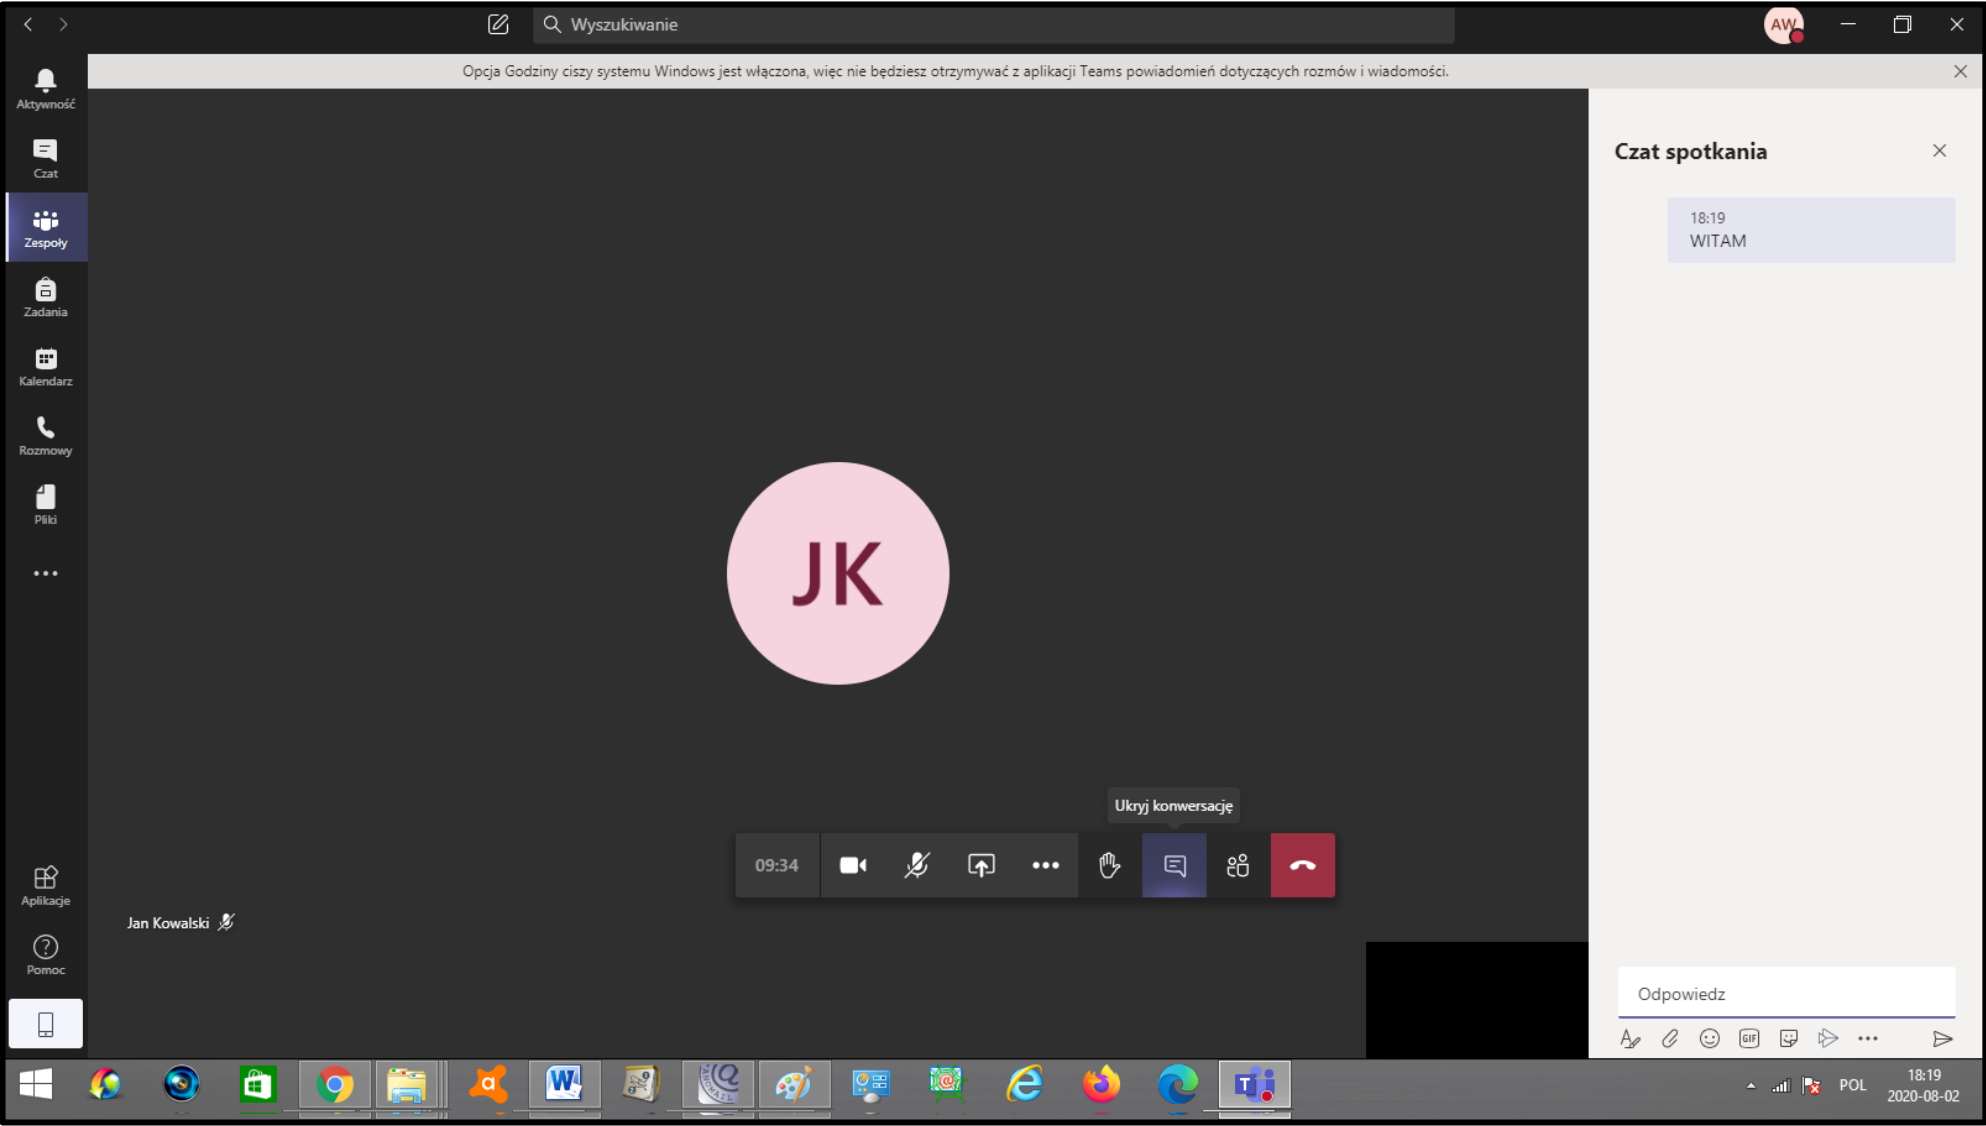 Wyszukiwanie
AW
Opcja Godziny ciszy systemu Windows jest włączona, więc nie będziesz otrzymywać z aplikacji Teams powiadomień dotyczących rozmów i wiadomości.
Aktywność
Czat
Zespoły
Zadania
Kalendarz
Rozmowy
Pliki
Aplikacje
Pomoc
JK
Ukryj konwersację
09:34
Jan Kowalski
Czat spotkania
18:19
WITAM
Odpowiedz
GIF
POL
18:19
2020-08-02